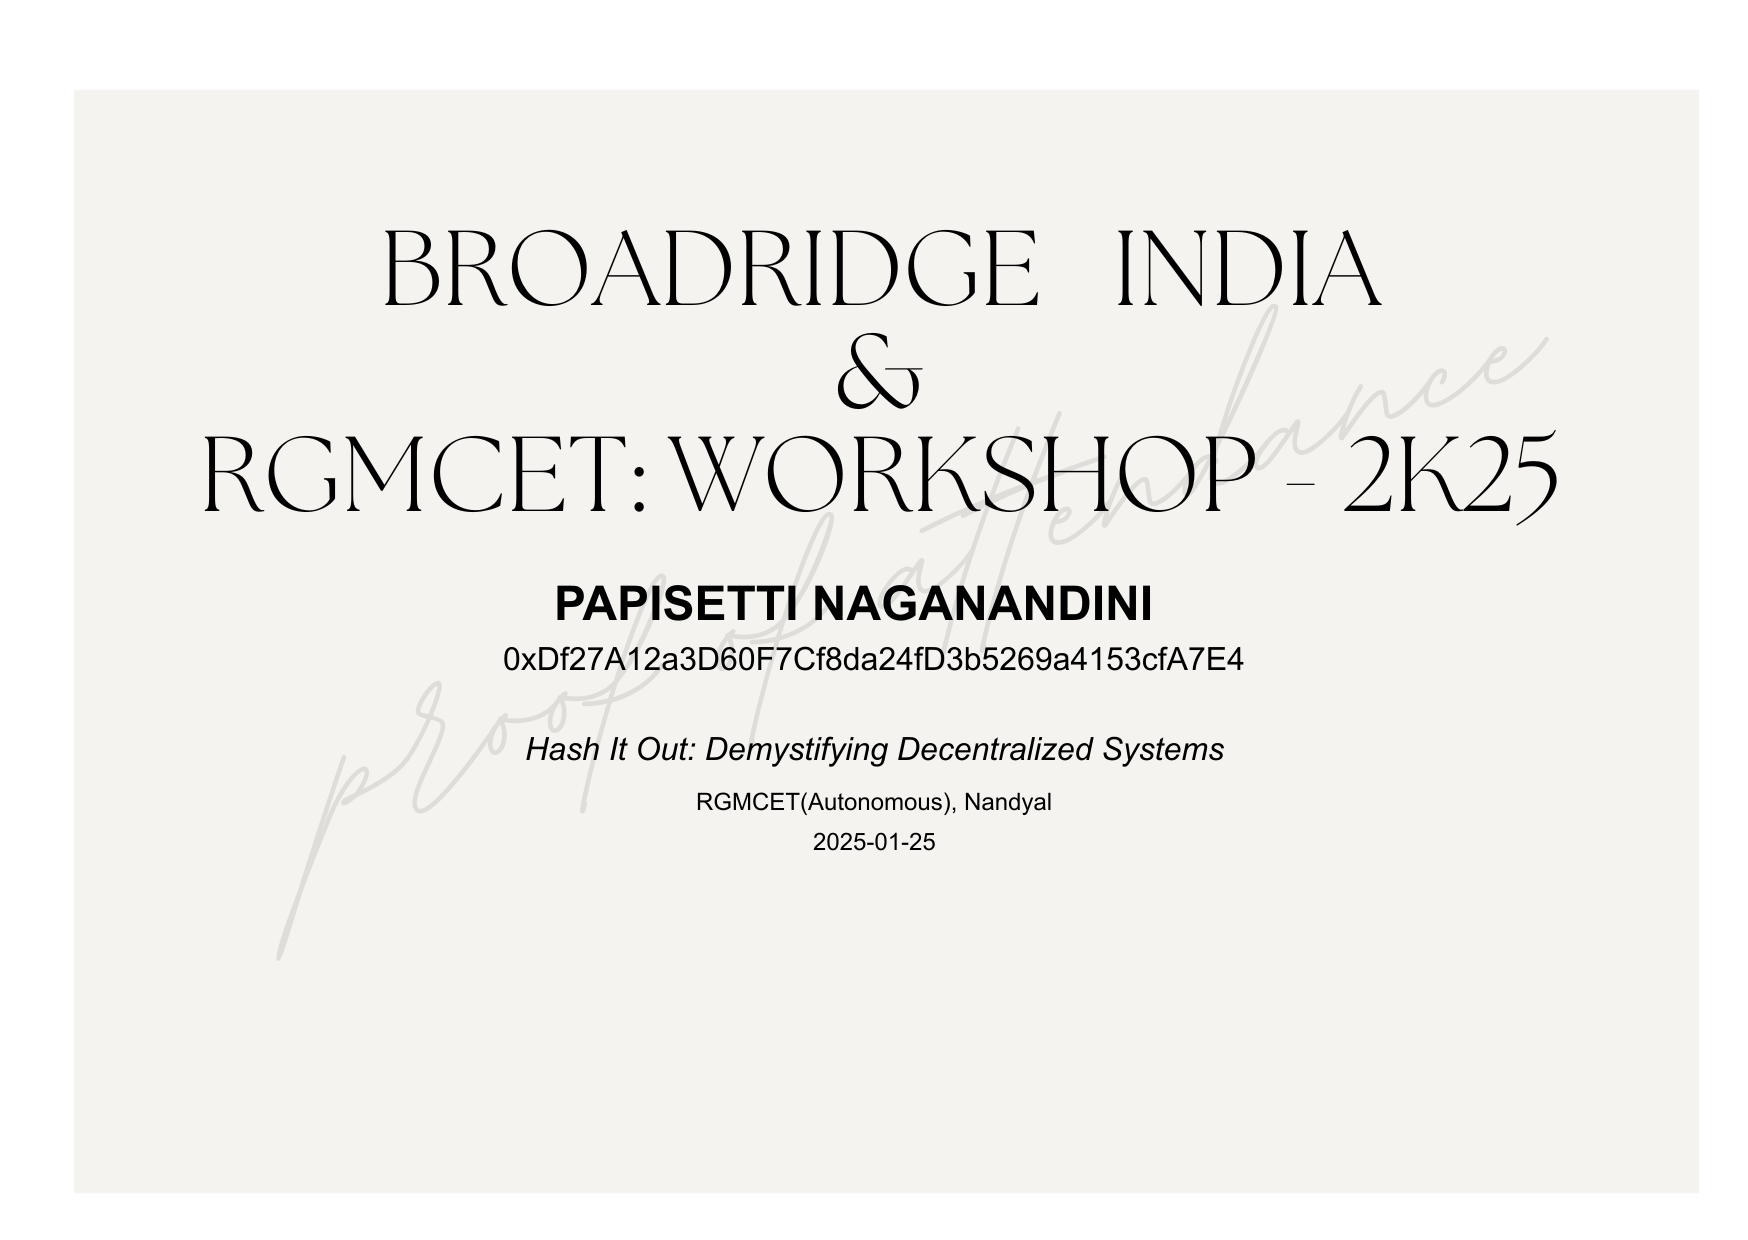 BROADRIDGE INDIA
&
RGMCET: WORKSHOP - 2K25
proof of attendance
PAPISETTI NAGANANDINI
0xDf27A12a3D60F7Cf8da24fD3b5269a4153cfA7E4
Hash It Out: Demystifying Decentralized Systems
RGMCET(Autonomous), Nandyal
2025-01-25